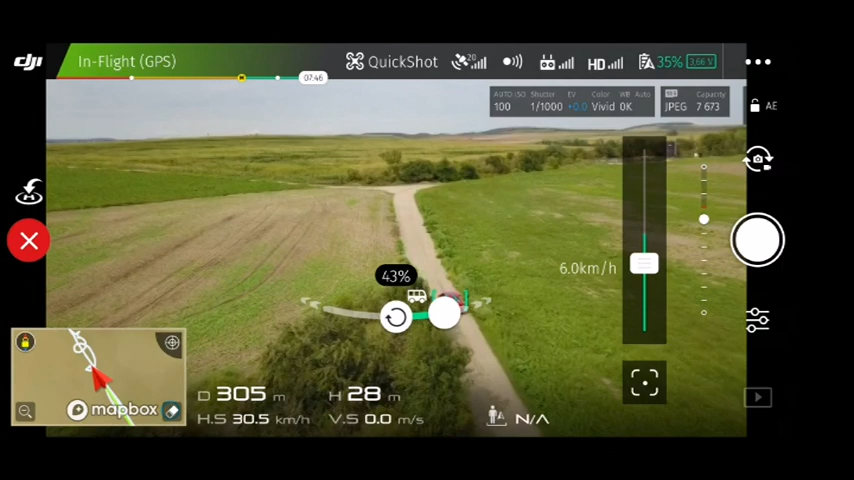 dji In-Flight (GPS) QuickShot 20 HD 35% 3.66 V
07:46
AUTO ISO Shutter EV Color WB Auto Capacity
100 1/1000 +0.0 Vivid 0K JPEG 7 673
AE
6.0km/h
43%
D 305 m H 28 m
mapbox
H.S 30.5 km/h V.S 0.0 m/s N/A